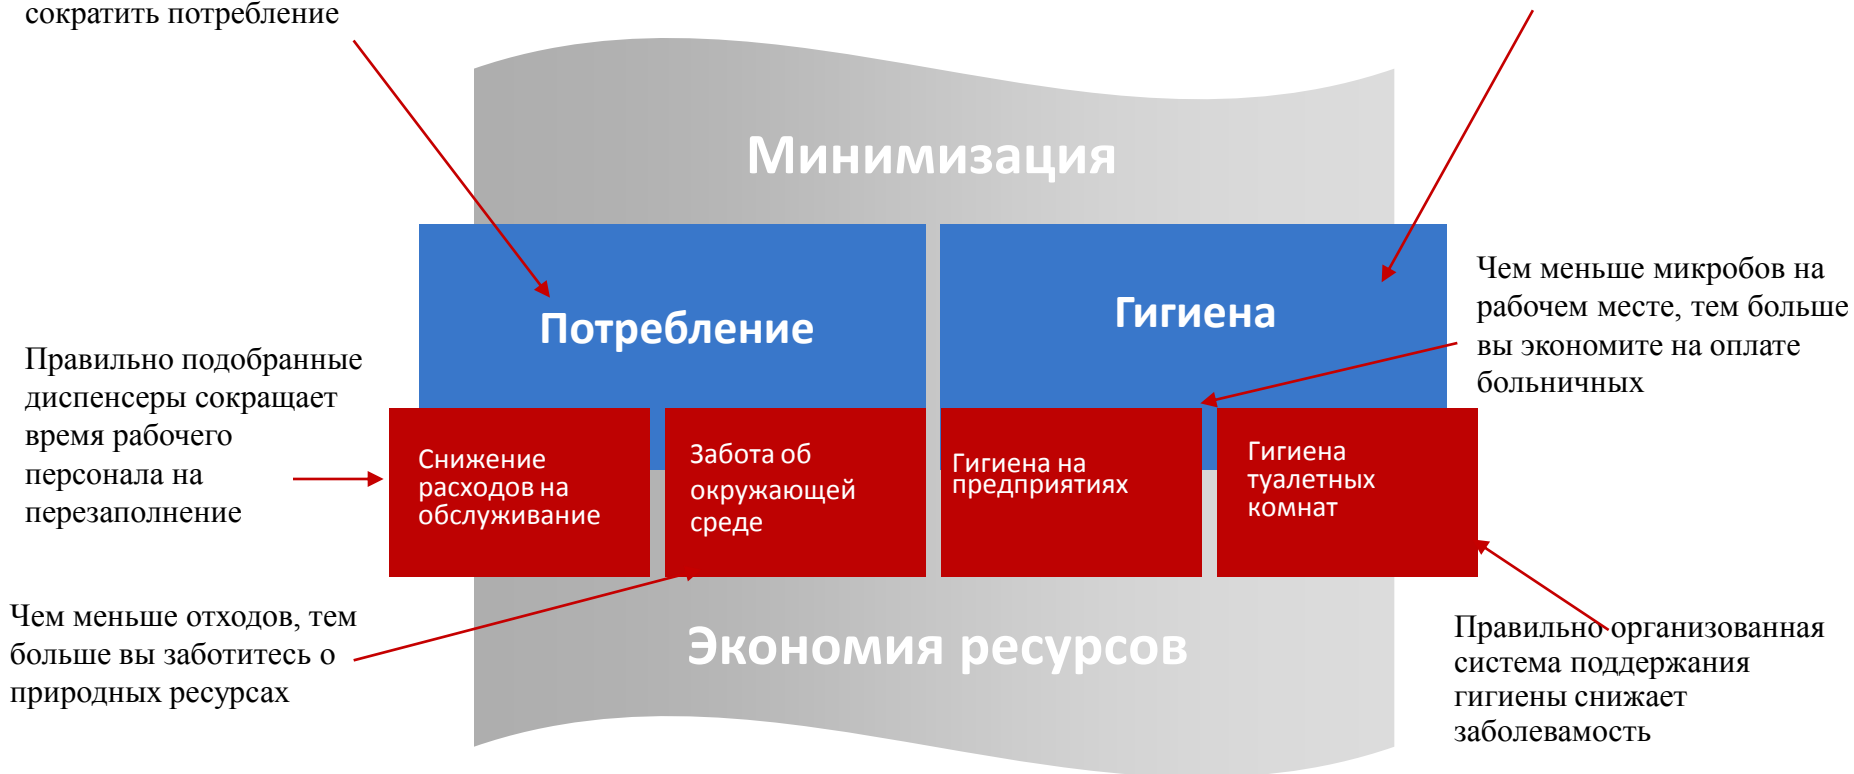 сократить потребление
Минимизация
Потребление
Гигиена
Чем меньше микробов на
рабочем месте, тем больше
вы экономите на оплате
больничных
Правильно подобранные
диспенсеры сокращает
время рабочего
персонала на
перезаполнение
Снижение
расходов на
обслуживание
Забота об
окружающей
среде
Гигиена на
предприятиях
Гигиена
туалетных
комнат
Чем меньше отходов, тем
больше вы заботитесь о
природных ресурсах
Экономия ресурсов
Правильно организованная
система поддержания
гигиены снижает
заболевамость